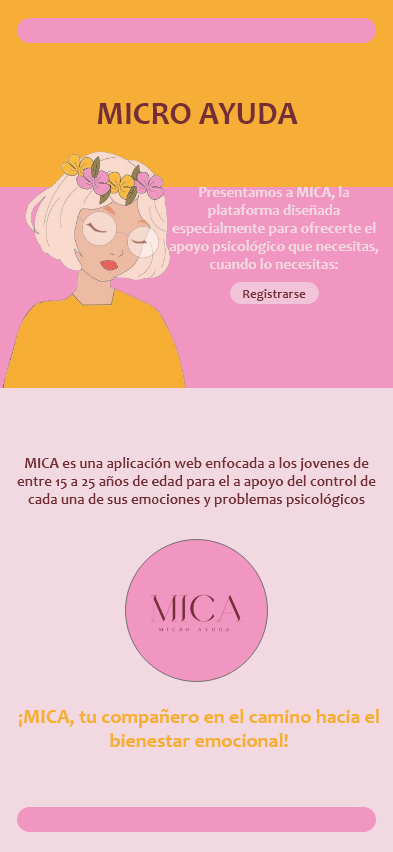 MICRO AYUDA
Presentamos a MICA, la
plataforma diseñada
especialmente para ofrecerte el
apoyo psicológico que necesitas,
cuando lo necesitas:
Registrarse
MICA es una aplicación web enfocada a los jovenes de
entre 15 a 25 años de edad para el a apoyo del control de
cada una de sus emociones y problemas psicológicos
MICA
MICRO AYUDA
¡MICA, tu compañero en el camino hacia el
bienestar emocional!